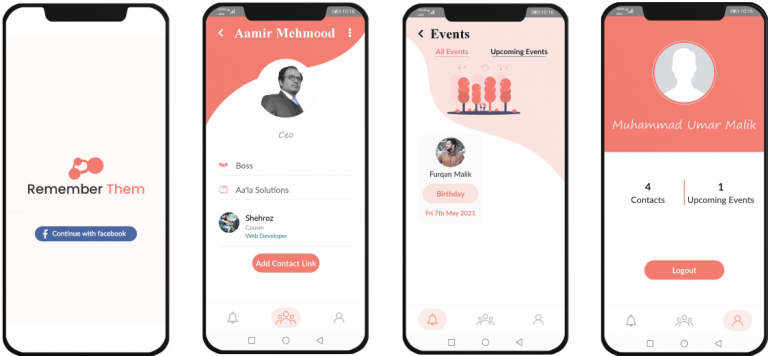 Remember Them
Continue with facebook
10:16
Aamir Mehmood
Ceo
Boss
Aa'la Solutions
Shehroz
Cousin
Web Developer
Add Contact Link
10:16
Events
All Events
Upcoming Events
Furqan Malik
Birthday
Fri 7th May 2021
10:16
Muhammad Umar Malik
4
Contacts
1
Upcoming Events
Logout